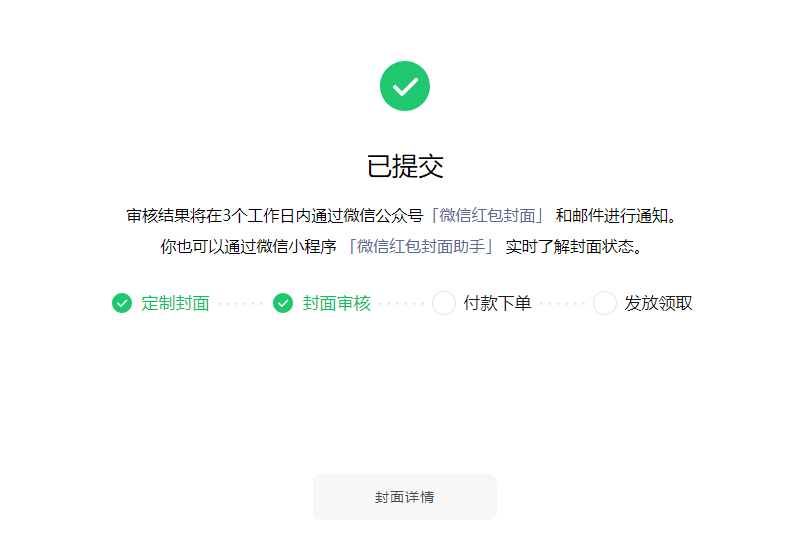 已提交
审核结果将在3个工作日内通过微信公众号「微信红包封面」 和邮件进行通知。
你也可以通过微信小程序 「微信红包封面助手」 实时了解封面状态。
定制封面 封面审核 付款下单 发放领取
封面详情